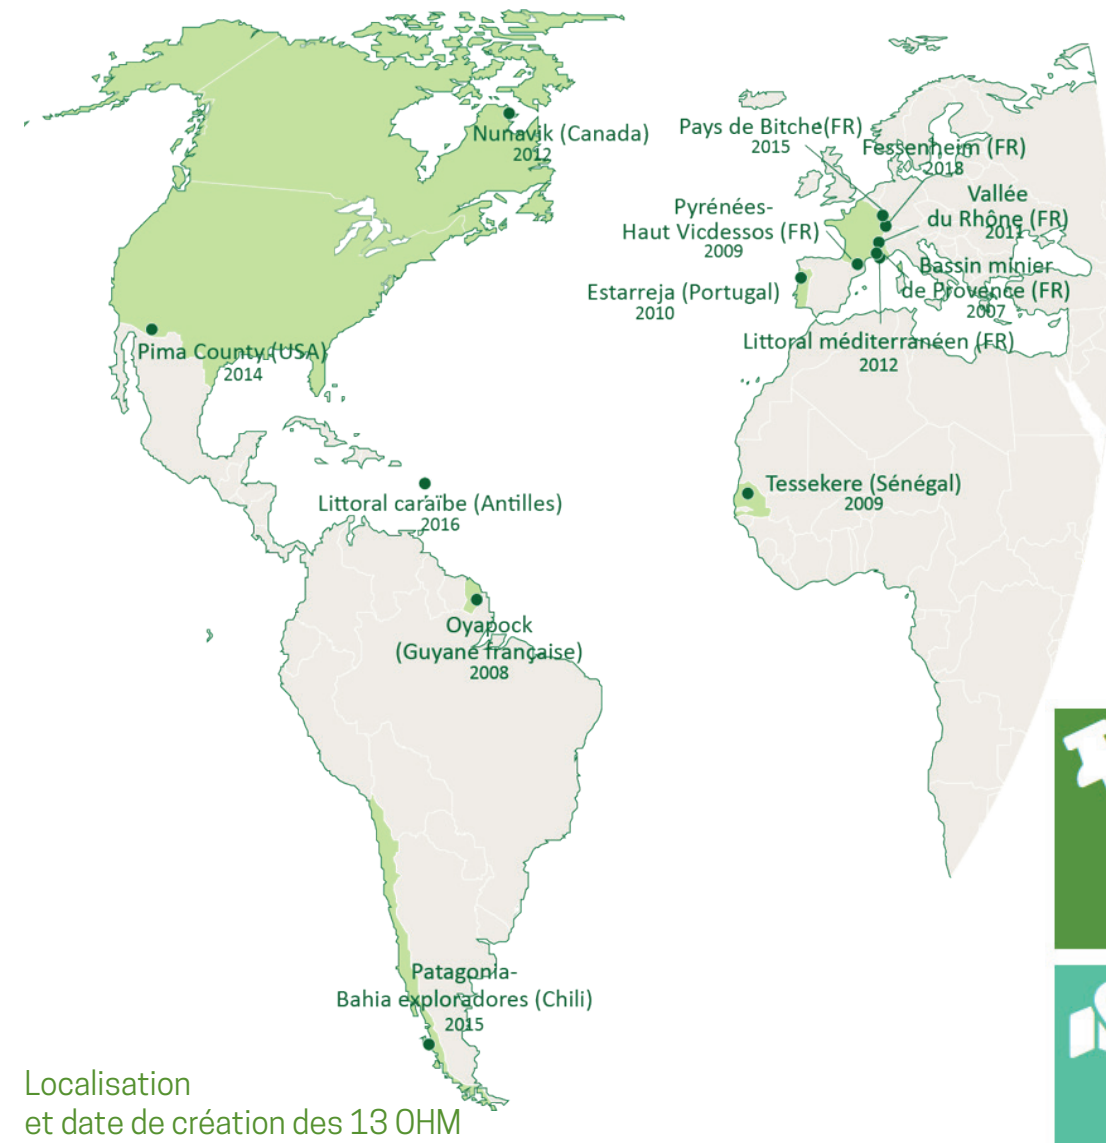 Nunavik (Canada)
2012
Pays de Bitche(FR)
2015
Fessenheim (FR)
2018
Vallée
du Rhône (FR)
2011
Pyrénées-
Haut Vicdessos (FR)
2009
Bassin minier
de Provence (FR)
2007
Estarreja (Portugal)
2010
Littoral méditerranéen (FR)
2012
Pima County (USA)
2014
Tessekere (Sénégal)
2009
Littoral caraïbe (Antilles)
2016
Oyapock
(Guyane française)
2008
Patagonia-
Bahia exploradores (Chili)
2015
Localisation
et date de création des 13 OHM